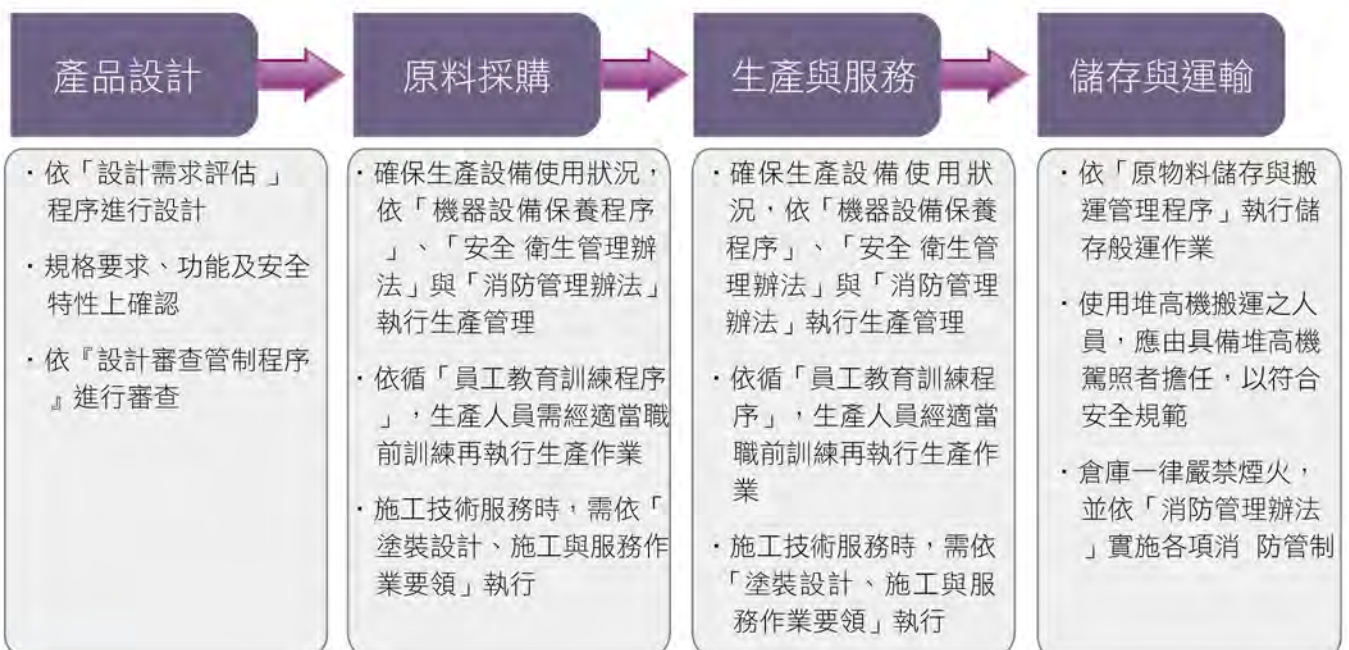 產品設計
原料採購
生產與服務
儲存與運輸
・依「設計需求評估 」
程序進行設計
・規格要求、功能及安全
特性上確認
・依『設計審查管制程序
』進行審查
・確保生產設備使用狀況，
依「機器設備保養程序
」、「安全 衛生管理辦
法」與「消防管理辦法」
執行生產管理
・依循「員工教育訓練程序
」，生產人員需經適當職
前訓練再執行生產作業
・施工技術服務時，需依「
塗裝設計、施工與服務作
業要領」執行
・確保生產設備使用狀
況，依「機器設備保養
程序」、「安全 衛生管
理辦法」與「消防管理
辦法」執行生產管理
・依循「員工教育訓練程
序」，生產人員經適當
職前訓練再執行生產作
業
・施工技術服務時，需依
「塗裝設計、施工與服
務作業要領」執行
・依「原物料儲存與搬
運管理程序」執行儲
存般運作業
・使用堆高機搬運之人
員，應由具備堆高機
駕照者擔任，以符合
安全規範
・倉庫一律嚴禁煙火，
並依「消防管理辦法
」實施各項消 防管制